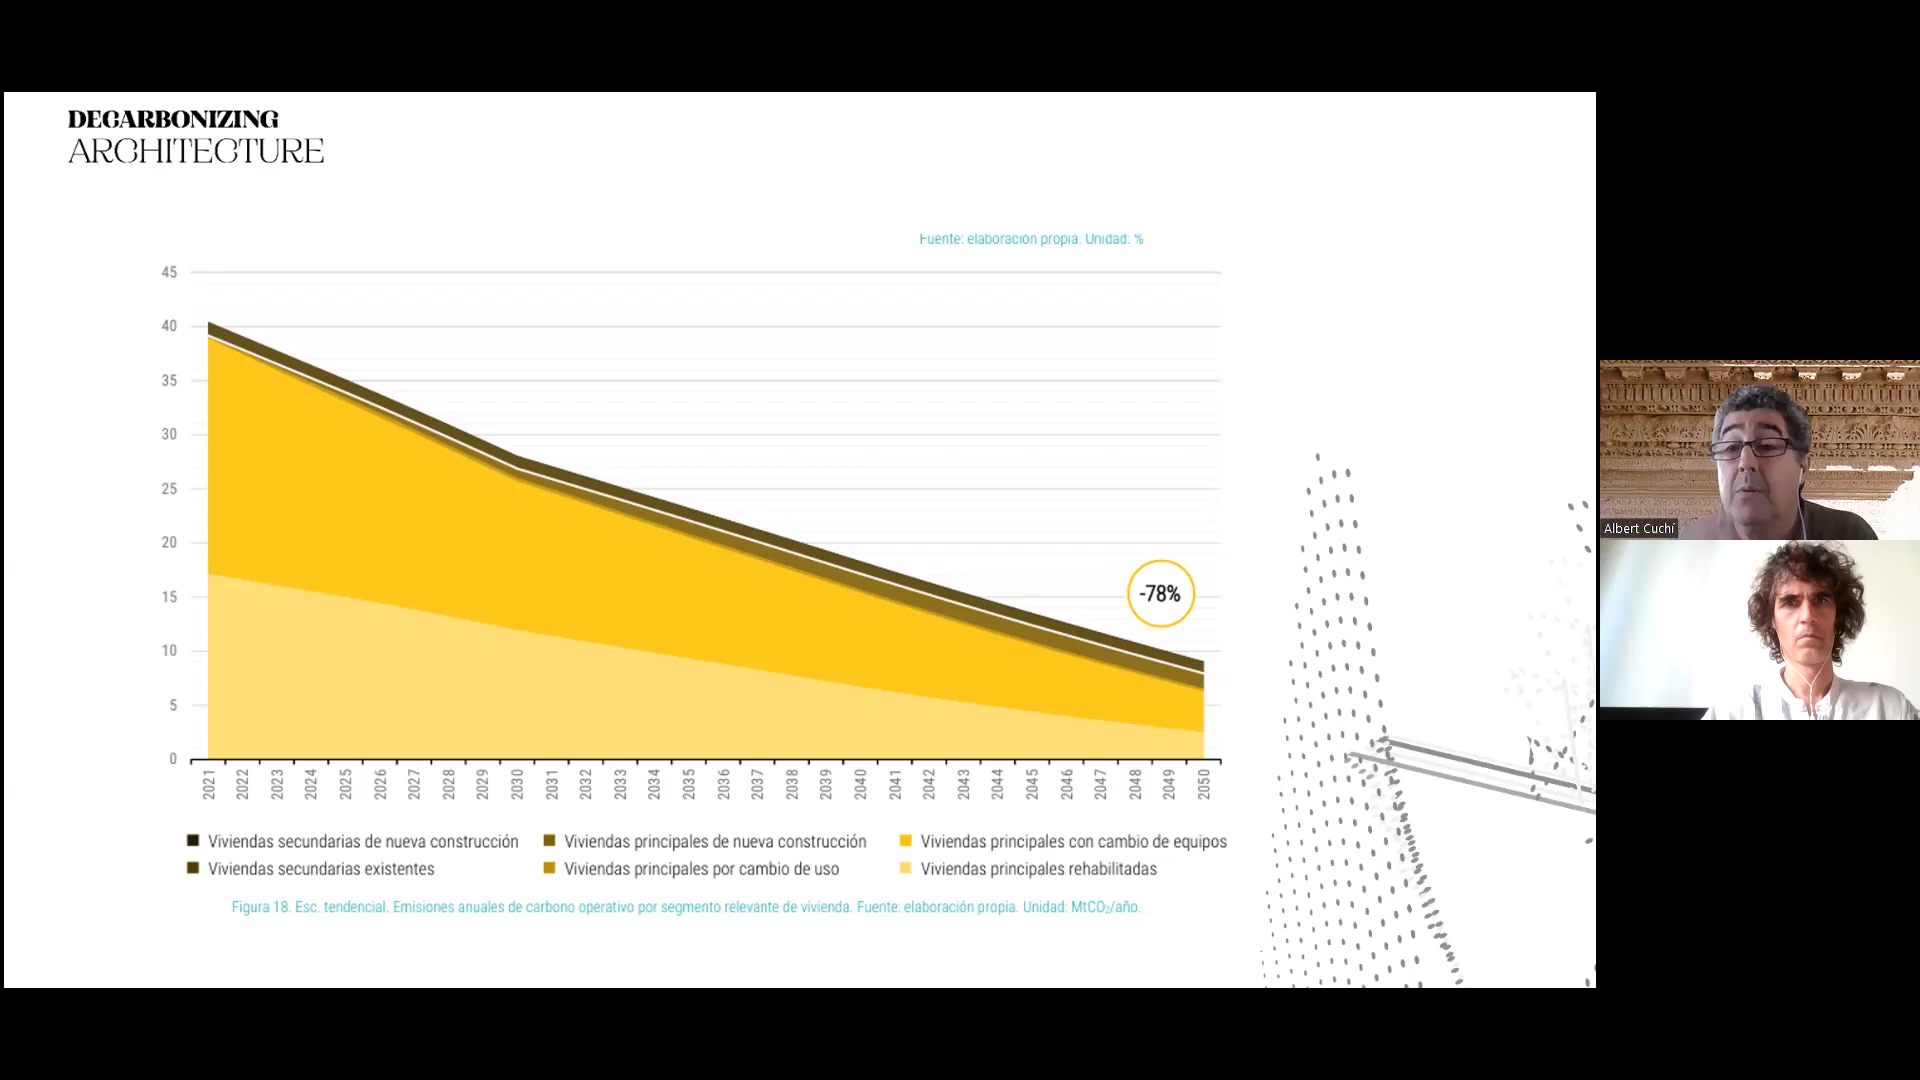 DECARBONIZING
ARCHITECTURE
Fuente: elaboración propia. Unidad: %
45
40
35
30
25
20
15
10
5
0
-78%
2021 2022 2023 2024 2025 2026 2027 2028 2029 2030 2031 2032 2033 2034 2035 2036 2037 2038 2039 2040 2041 2042 2043 2044 2045 2046 2047 2048 2049 2050
Viviendas secundarias de nueva construcción Viviendas principales de nueva construcción Viviendas principales con cambio de equipos
Viviendas secundarias existentes Viviendas principales por cambio de uso Viviendas principales rehabilitadas
Figura 18. Esc. tendencial. Emisiones anuales de carbono operativo por segmento relevante de vivienda. Fuente: elaboración propia. Unidad: MtCO₂/año.
Albert Cuchí